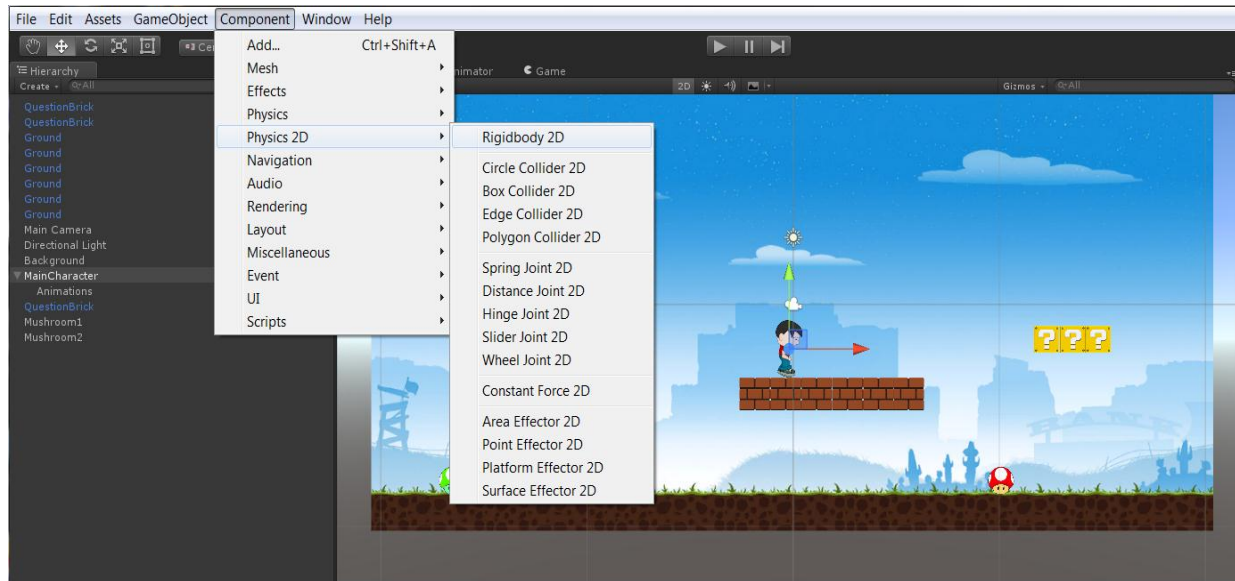 File Edit Assets GameObject Component Window Help
Add... Ctrl+Shift+A
Mesh
Effects
Physics
Physics 2D
Navigation
Audio
Rendering
Layout
Miscellaneous
Event
UI
Scripts
Rigidbody 2D
Circle Collider 2D
Box Collider 2D
Edge Collider 2D
Polygon Collider 2D
Spring Joint 2D
Distance Joint 2D
Hinge Joint 2D
Slider Joint 2D
Wheel Joint 2D
Constant Force 2D
Area Effector 2D
Point Effector 2D
Platform Effector 2D
Surface Effector 2D
Hierarchy
Create All
QuestionBrick
QuestionBrick
Ground
Ground
Ground
Ground
Ground
Ground
Main Camera
Directional Light
Background
MainCharacter
Animations
QuestionBrick
Mushroom1
Mushroom2
Game
2D Gizmos All
? ? ?